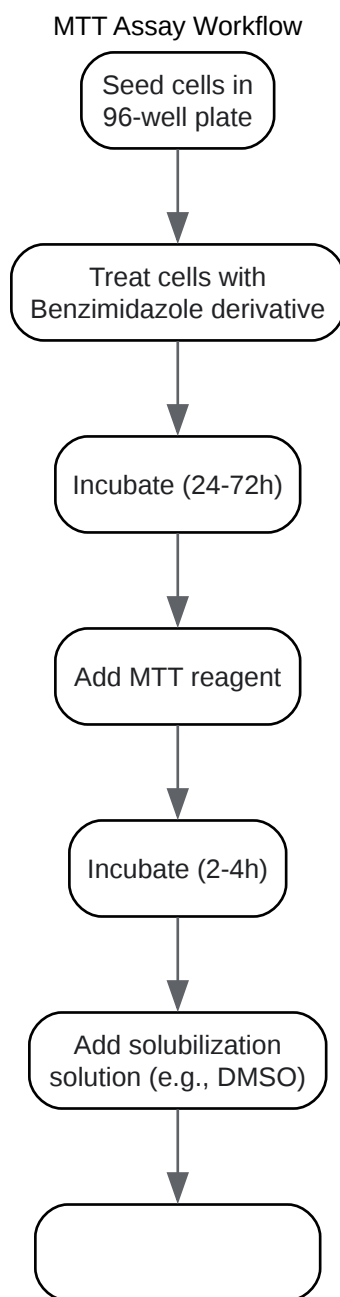 MTT Assay Workflow
Seed cells in
96-well plate
Treat cells with
Benzimidazole derivative
Incubate (24-72h)
Add MTT reagent
Incubate (2-4h)
Add solubilization
solution (e.g., DMSO)